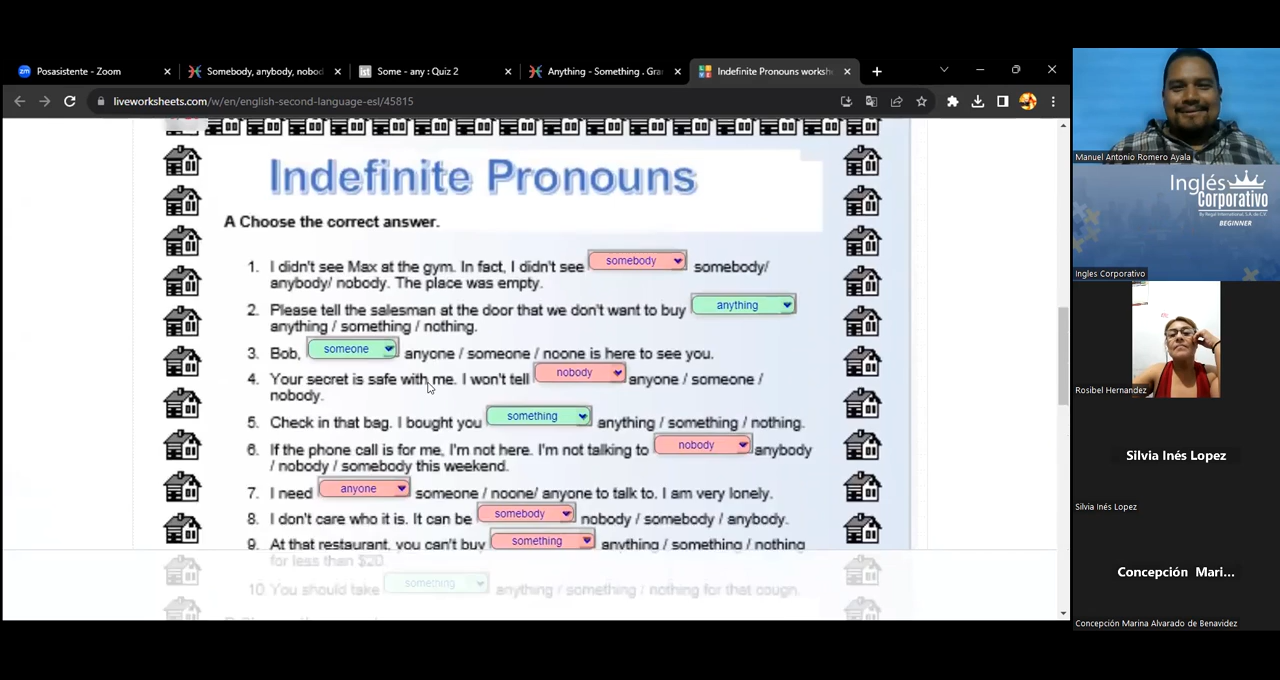 Posasistente - Zoom
Somebody, anybody, nobod
Some - any : Quiz 2
Anything - Something . Gra
Indefinite Pronouns worksh
liveworksheets.com/w/en/english-second-language-esl/45815
Indefinite Pronouns
A Choose the correct answer.
1. I didn't see Max at the gym. In fact, I didn't see somebody somebody/
anybody/ nobody. The place was empty.
2. Please tell the salesman at the door that we don't want to buy anything
anything / something / nothing.
3. Bob, someone anyone / someone / noone is here to see you.
4. Your secret is safe with me. I won't tell nobody anyone / someone /
nobody.
5. Check in that bag. I bought you something anything / something / nothing.
6. If the phone call is for me, I'm not here. I'm not talking to nobody anybody
/ nobody / somebody this weekend.
7. I need anyone someone / noone/ anyone to talk to. I am very lonely.
8. I don't care who it is. It can be somebody nobody / somebody / anybody.
9. At that restaurant, you can't buy something anything / something / nothing
for less than $20.
10 You should take something anything / something / nothing for that cough.
Manuel Antonio Romero Ayala
Inglés
Corporativo
By Regal International, S.A. de C.V.
BEGINNER
Ingles Corporativo
Rosibel Hernandez
Silvia Inés Lopez
Silvia Inés Lopez
Concepción Mari...
Concepción Marina Alvarado de Benavidez